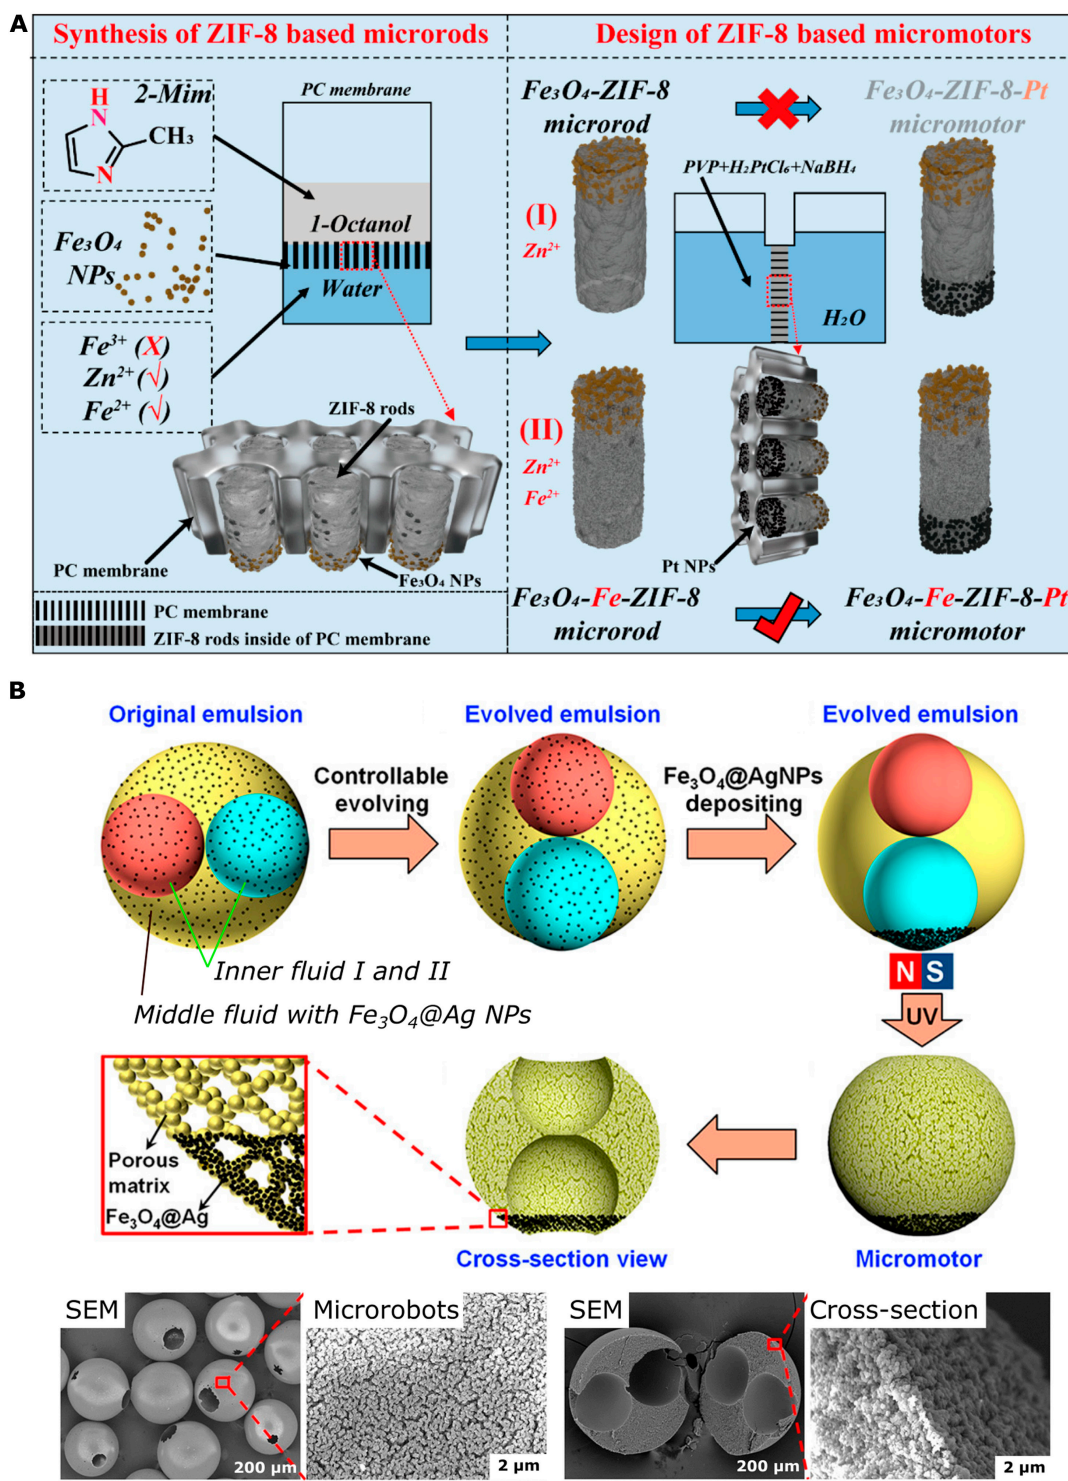 A
Synthesis of ZIF-8 based microrods
Design of ZIF-8 based micromotors
2-Mim
H
N
N
CH₃
Fe₃O₄
NPs
Fe³⁺ (X)
Zn²⁺ (√)
Fe²⁺ (√)
PC membrane
1-Octanol
Water
ZIF-8 rods
PC membrane
Fe₃O₄ NPs
PC membrane
ZIF-8 rods inside of PC membrane
Fe₃O₄-ZIF-8
microrod
Fe₃O₄-ZIF-8-Pt
micromotor
PVP+H₂PtCl₆+NaBH₄
(I)
Zn²⁺
H₂O
(II)
Zn²⁺
Fe²⁺
Pt NPs
Fe₃O₄-Fe-ZIF-8
microrod
Fe₃O₄-Fe-ZIF-8-Pt
micromotor
B
Original emulsion
Evolved emulsion
Evolved emulsion
Controllable
evolving
Fe₃O₄@AgNPs
depositing
Inner fluid I and II
Middle fluid with Fe₃O₄@Ag NPs
N S
UV
Porous
matrix
Fe₃O₄@Ag
Cross-section view
Micromotor
SEM
200 µm
Microrobots
2 µm
SEM
200 µm
Cross-section
2 µm